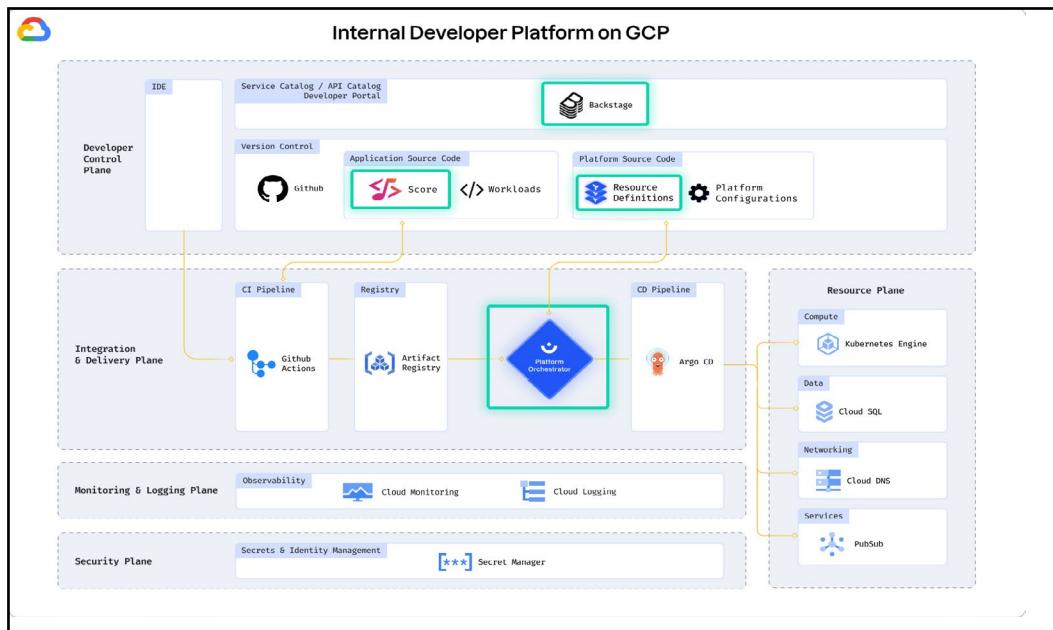 Internal Developer Platform on GCP
Developer
Control
Plane
IDE
Service Catalog / API Catalog
Developer Portal
Backstage
Version Control
Github
Application Source Code
Score
</> Workloads
Platform Source Code
Resource
Definitions
Platform
Configurations
Integration
& Delivery Plane
CI Pipeline
Github
Actions
Registry
Artifact
Registry
Platform
Orchestrator
CD Pipeline
Argo CD
Resource Plane
Compute
Kubernetes Engine
Data
Cloud SQL
Networking
Cloud DNS
Services
PubSub
Monitoring & Logging Plane
Observability
Cloud Monitoring
Cloud Logging
Security Plane
Secrets & Identity Management
[***] Secret Manager